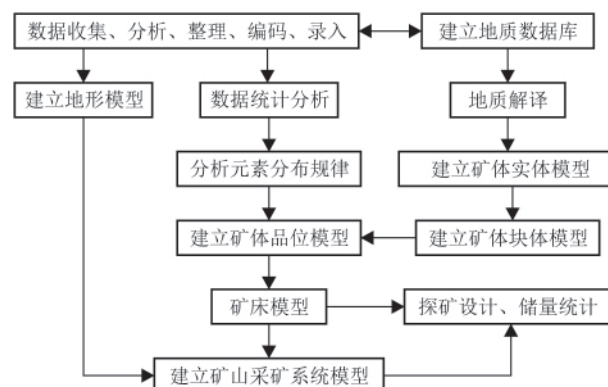 数据收集、分析、整理、编码、录入
建立地质数据库
建立地形模型
数据统计分析
地质解译
分析元素分布规律
建立矿体实体模型
建立矿体品位模型
建立矿体块体模型
矿床模型
探矿设计、储量统计
建立矿山采矿系统模型